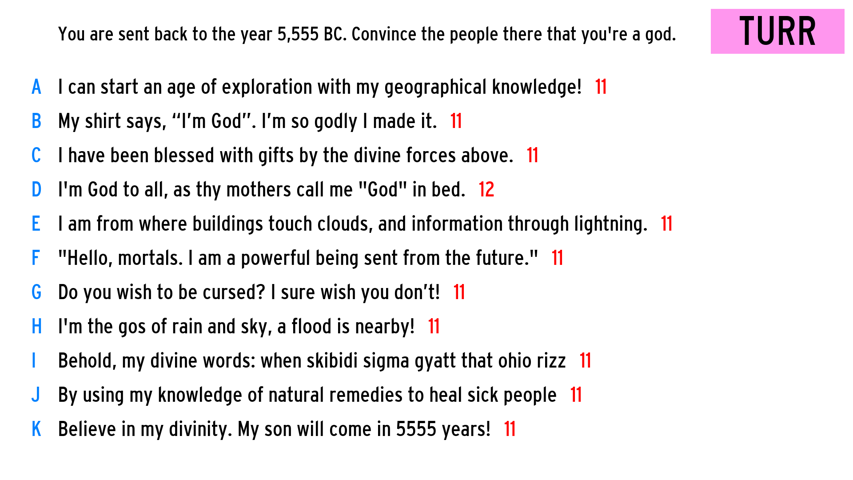 You are sent back to the year 5,555 BC. Convince the people there that you're a god.
TURR
A I can start an age of exploration with my geographical knowledge! 11
B My shirt says, “I’m God”. I’m so godly I made it. 11
C I have been blessed with gifts by the divine forces above. 11
D I'm God to all, as thy mothers call me "God" in bed. 12
E I am from where buildings touch clouds, and information through lightning. 11
F "Hello, mortals. I am a powerful being sent from the future." 11
G Do you wish to be cursed? I sure wish you don’t! 11
H I'm the gos of rain and sky, a flood is nearby! 11
I Behold, my divine words: when skibidi sigma gyatt that ohio rizz 11
J By using my knowledge of natural remedies to heal sick people 11
K Believe in my divinity. My son will come in 5555 years! 11